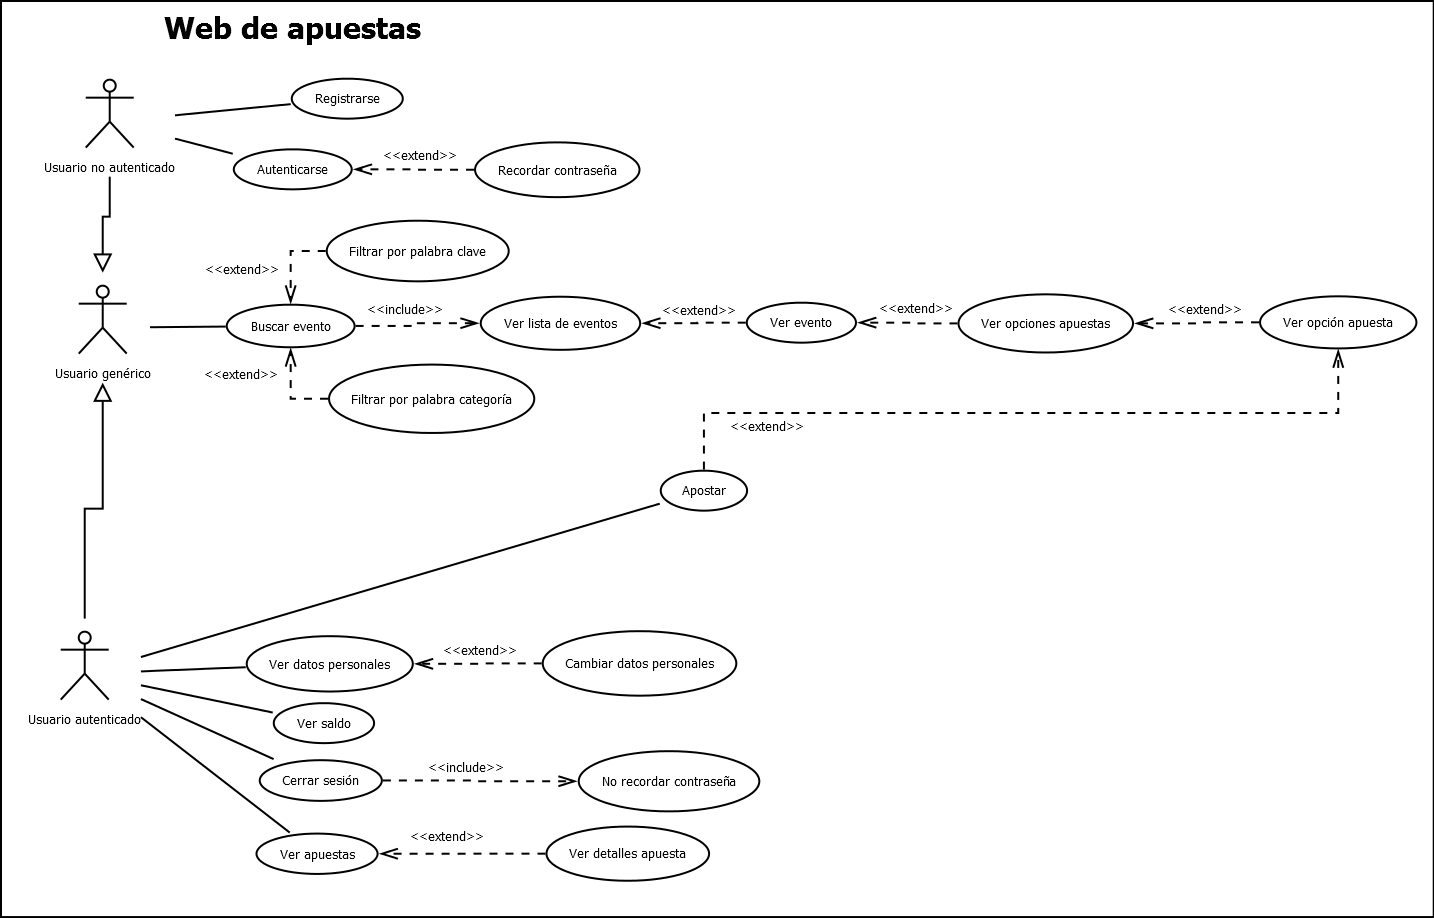 Web de apuestas
Registrarse
Usuario no autenticado
Autenticarse
<<extend>>
Recordar contraseña
Filtrar por palabra clave
<<extend>>
Usuario genérico
Buscar evento
<<include>>
Ver lista de eventos
<<extend>>
Ver evento
<<extend>>
Ver opciones apuestas
<<extend>>
Ver opción apuesta
<<extend>>
Filtrar por palabra categoría
<<extend>>
Apostar
Usuario autenticado
Ver datos personales
<<extend>>
Cambiar datos personales
Ver saldo
Cerrar sesión
<<include>>
No recordar contraseña
Ver apuestas
<<extend>>
Ver detalles apuesta